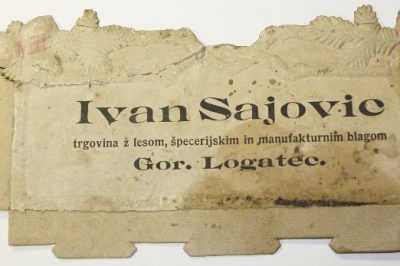 Ivan Sajovic
trgovina z lesom, špecerijskim in manufakturnim blagom
Gor. Logatec.